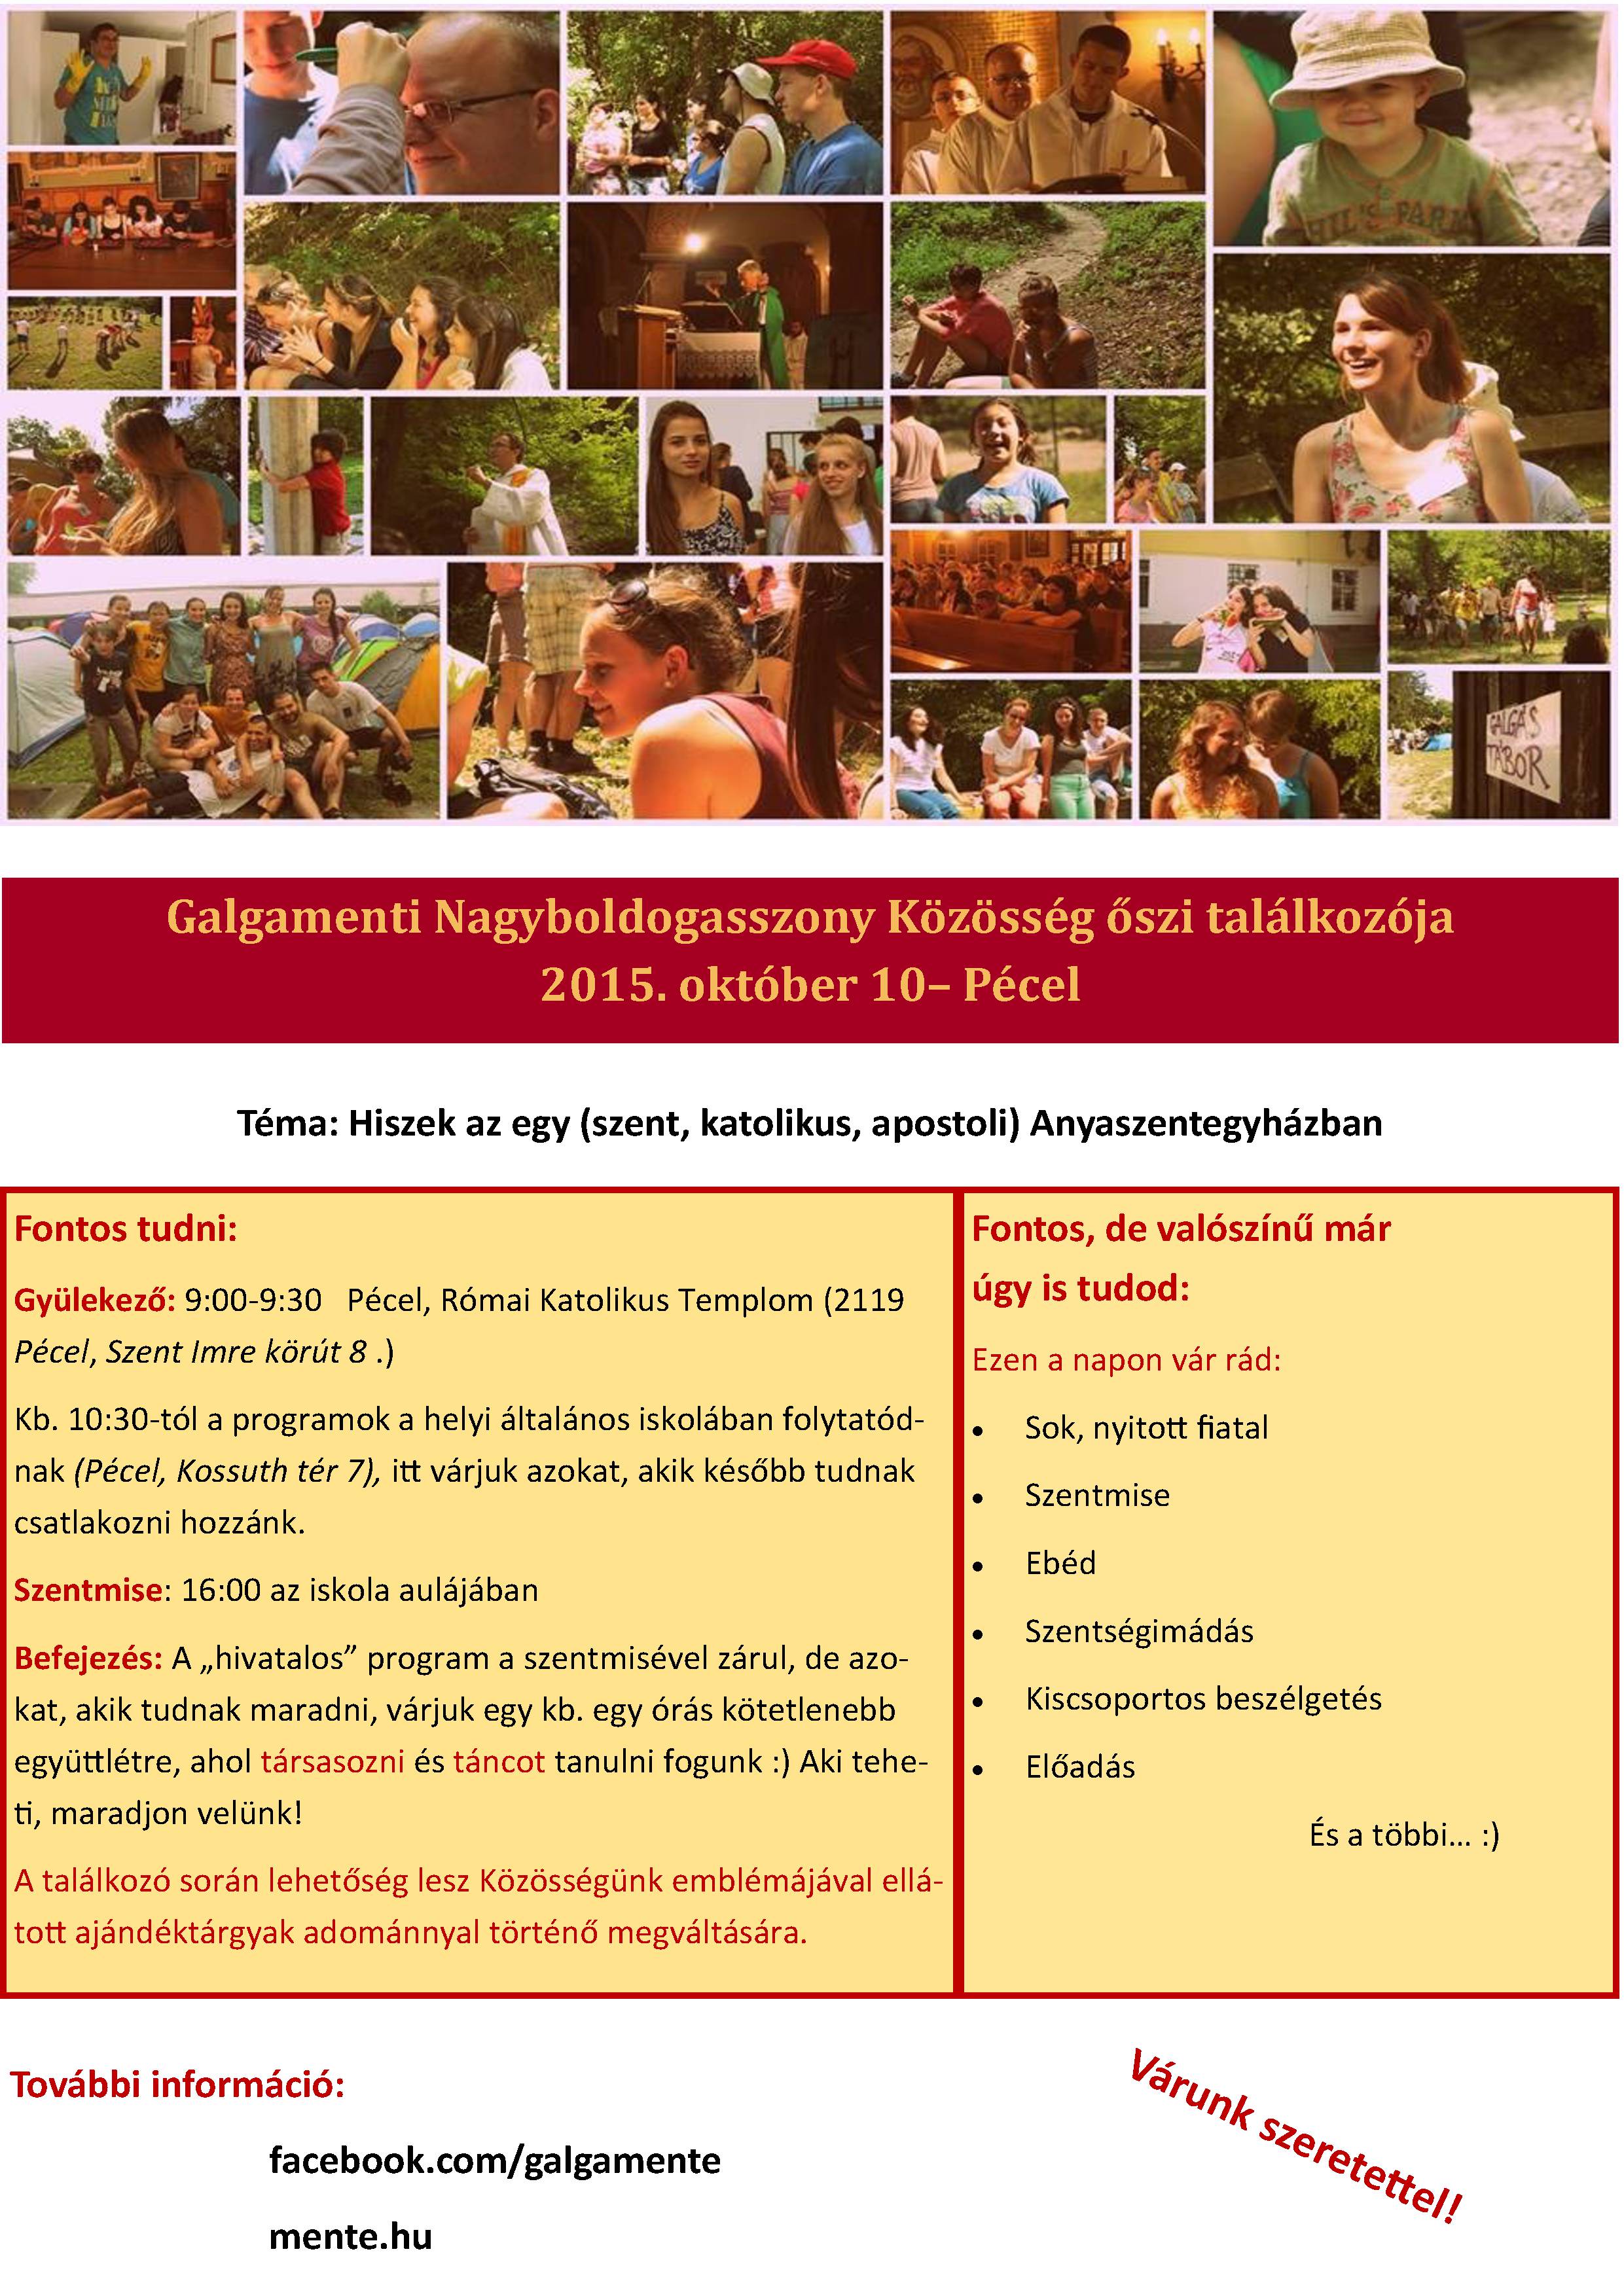 HIL'S FARM
GALGÁS
TÁBOR
Galgamenti Nagyboldogasszony Közösség őszi találkozója
2015. október 10– Pécel
Téma: Hiszek az egy (szent, katolikus, apostoli) Anyaszentegyházban
Fontos tudni:
Gyülekező: 9:00-9:30 Pécel, Római Katolikus Templom (2119
Pécel, Szent Imre körút 8 .)
Kb. 10:30-tól a programok a helyi általános iskolában folytatód-
nak (Pécel, Kossuth tér 7), itt várjuk azokat, akik később tudnak
csatlakozni hozzánk.
Szentmise: 16:00 az iskola aulájában
Befejezés: A „hivatalos” program a szentmisével zárul, de azo-
kat, akik tudnak maradni, várjuk egy kb. egy órás kötetlenebb
együttlétre, ahol társasozni és táncot tanulni fogunk :) Aki tehe-
ti, maradjon velünk!
A találkozó során lehetőség lesz Közösségünk emblémájával ellá-
tott ajándéktárgyak adománnyal történő megváltására.
Fontos, de valószínű már
úgy is tudod:
Ezen a napon vár rád:
• Sok, nyitott fiatal
• Szentmise
• Ebéd
• Szentségimádás
• Kiscsoportos beszélgetés
• Előadás
És a többi... :)
További információ:
facebook.com/galgamente
mente.hu
Várunk szeretettel!